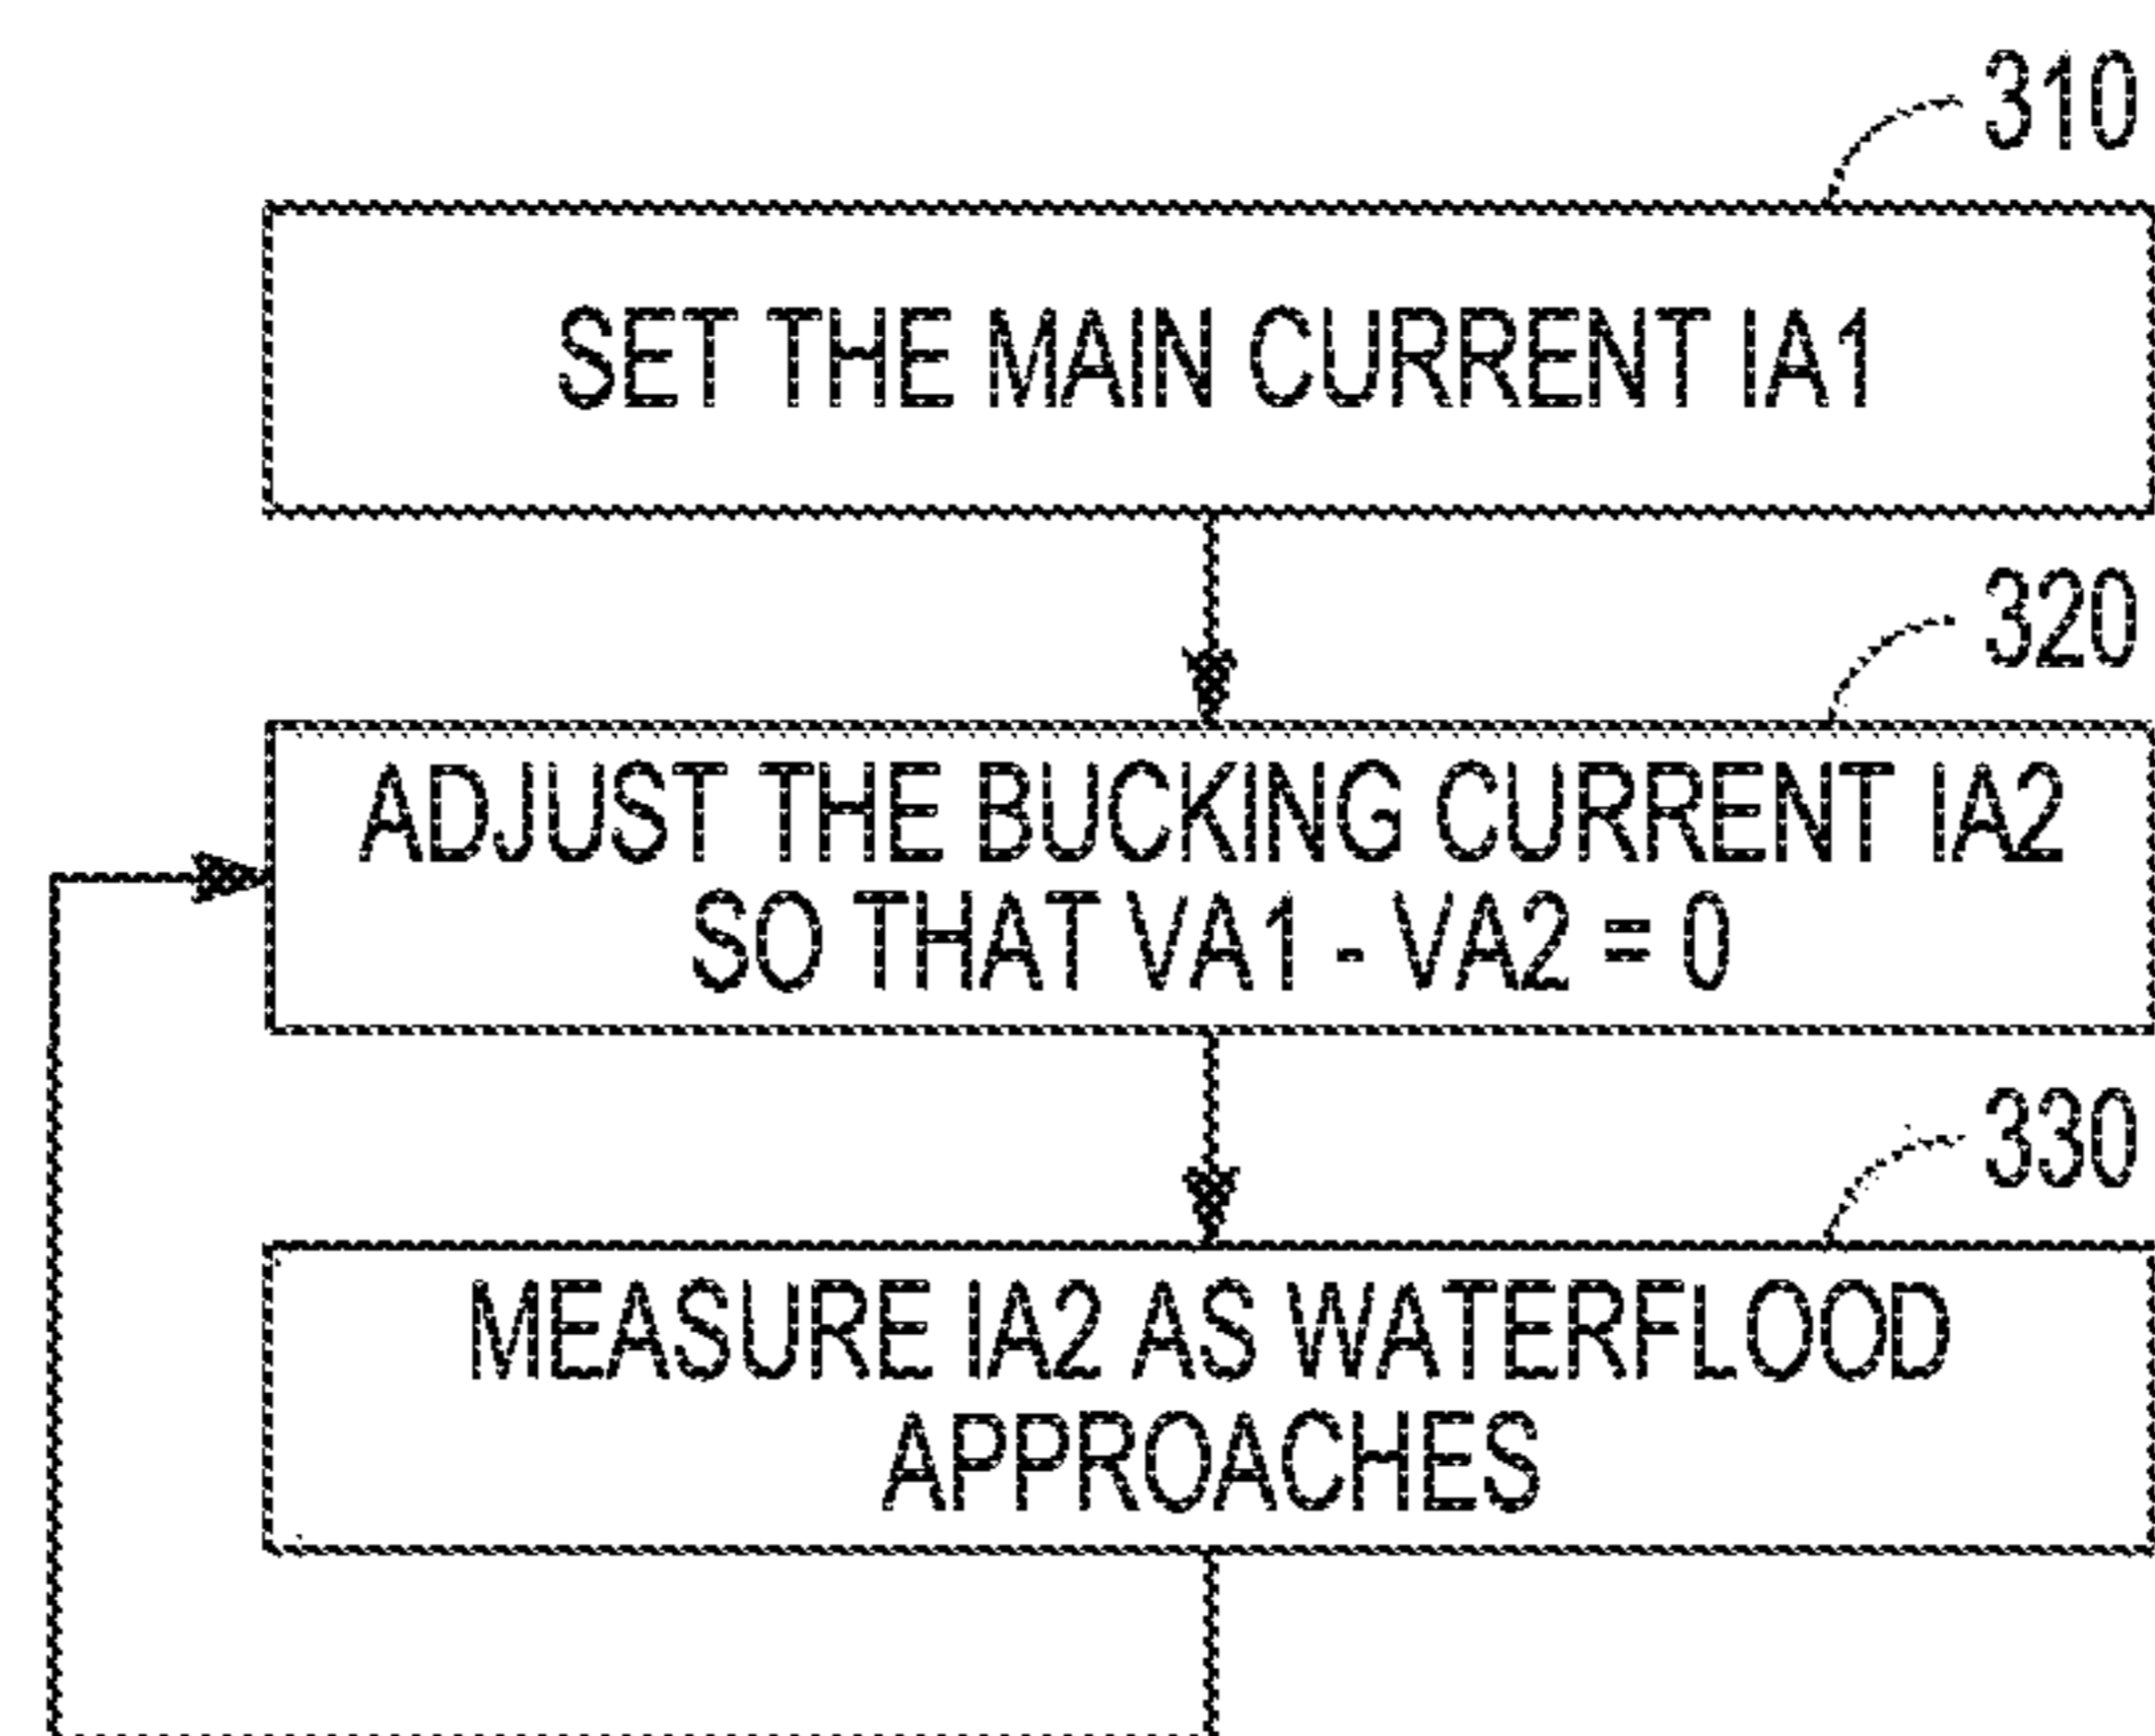 310
SET THE MAIN CURRENT IA1
320
ADJUST THE BUCKING CURRENT IA2
SO THAT VA1 - VA2 = 0
330
MEASURE IA2 AS WATERFLOOD
APPROACHES